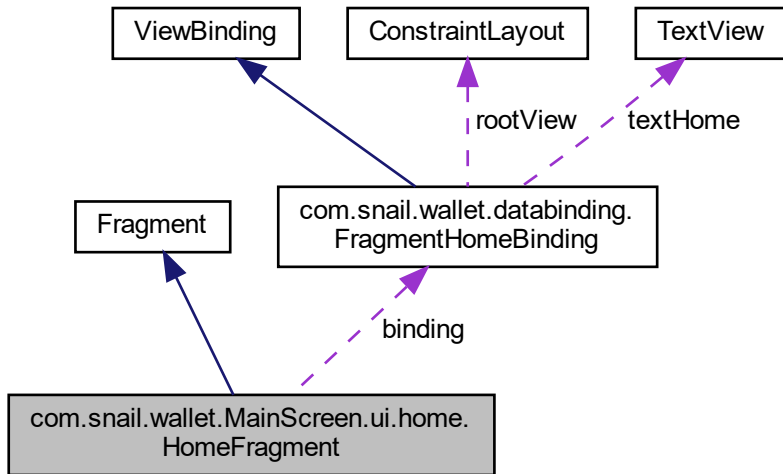 ViewBinding
ConstraintLayout
TextView
rootView
textHome
Fragment
com.snail.wallet.databinding.
FragmentHomeBinding
binding
com.snail.wallet.MainScreen.ui.home.
HomeFragment